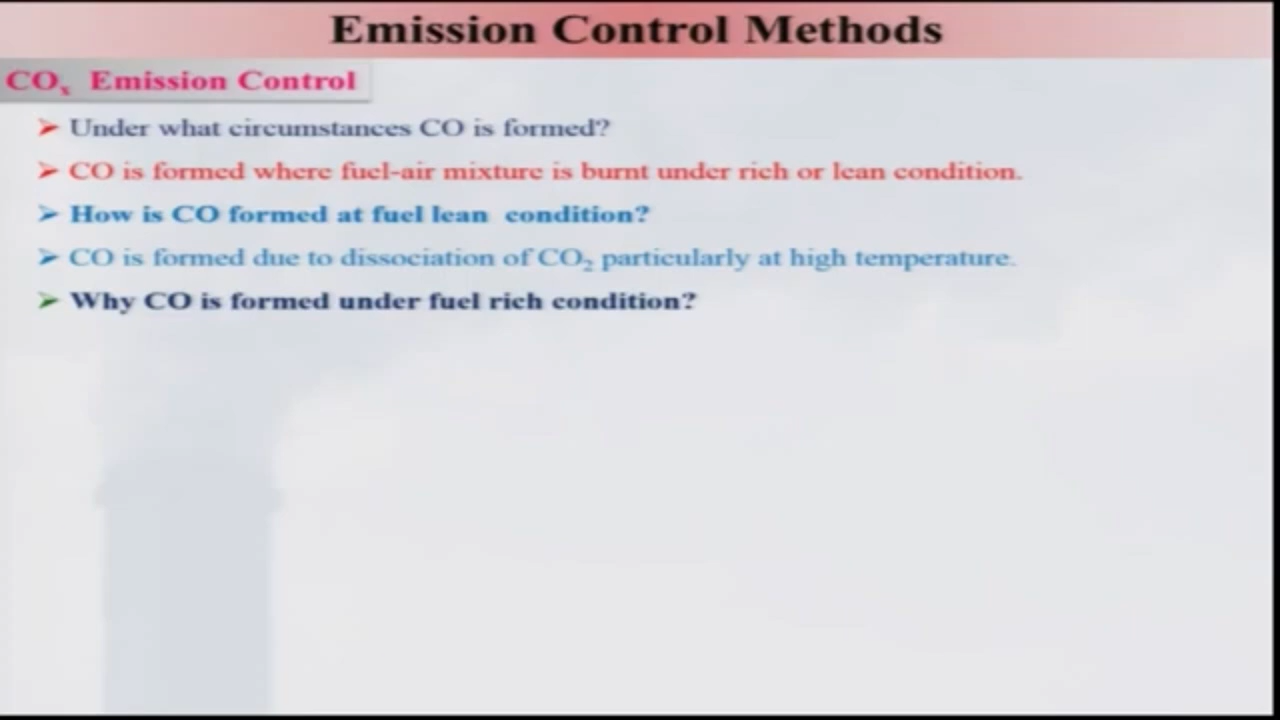 Emission Control Methods
COₓ Emission Control
➢ Under what circumstances CO is formed?
➢ CO is formed where fuel-air mixture is burnt under rich or lean condition.
➢ How is CO formed at fuel lean condition?
➢ CO is formed due to dissociation of CO₂ particularly at high temperature.
➢ Why CO is formed under fuel rich condition?